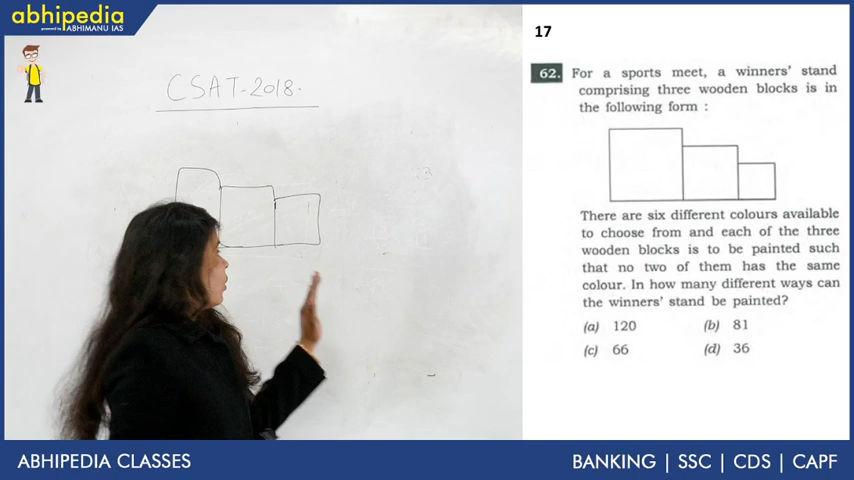 abhipedia
powered by ABHIMANU IAS
CSAT-2018.
17
62. For a sports meet, a winners' stand
comprising three wooden blocks is in
the following form :
There are six different colours available
to choose from and each of the three
wooden blocks is to be painted such
that no two of them has the same
colour. In how many different ways can
the winners' stand be painted?
(a) 120 (b) 81
(c) 66 (d) 36
ABHIPEDIA CLASSES
BANKING | SSC | CDS | CAPF